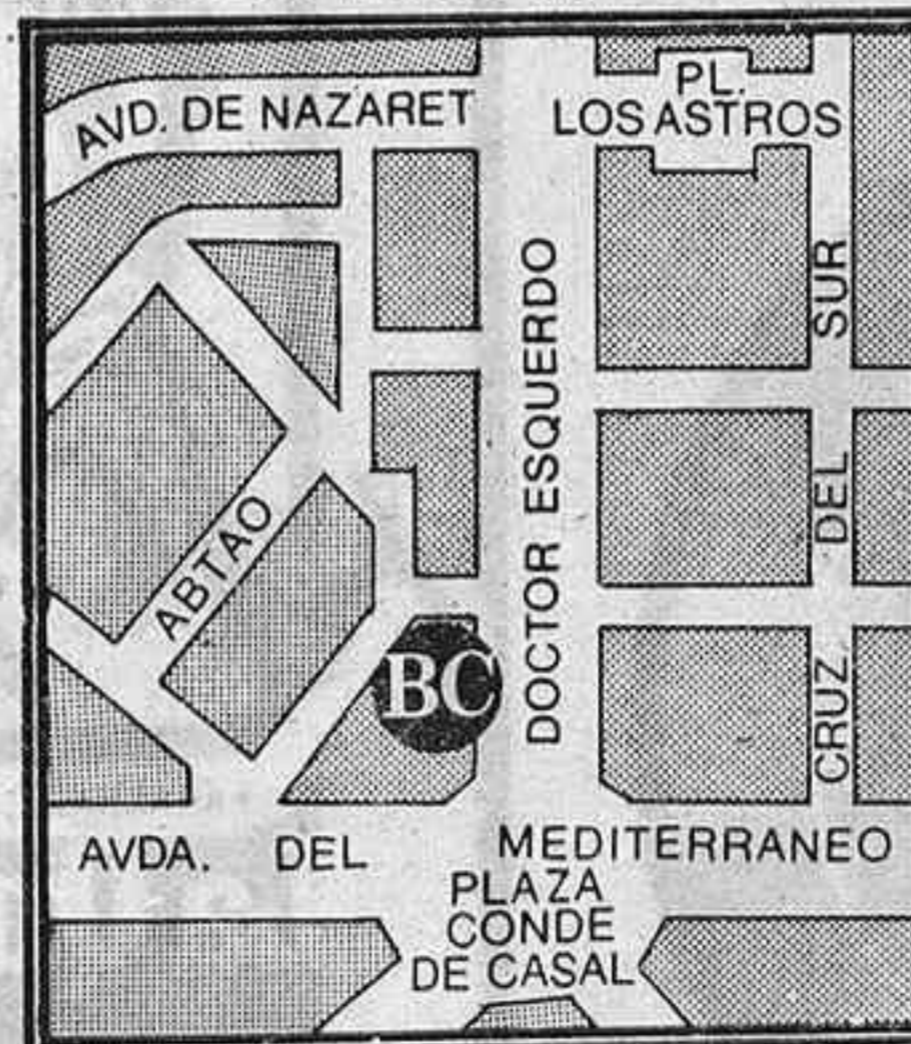 AVD. DE NAZARET
PL.
LOS ASTROS
DOCTOR ESQUERDO
CRUZ DEL SUR
ABTAO
BC
AVDA. DEL MEDITERRANEO
PLAZA
CONDE
DE CASAL